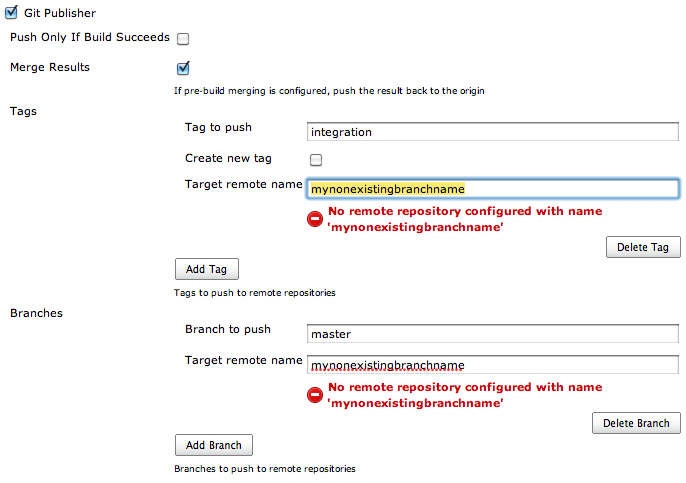 Git Publisher
Push Only If Build Succeeds
Merge Results
If pre-build merging is configured, push the result back to the origin
Tags
Tag to push integration
Create new tag
Target remote name mynonexistingbranchname
No remote repository configured with name
'mynonexistingbranchname'
Delete Tag
Add Tag
Tags to push to remote repositories
Branches
Branch to push master
Target remote name mynonexistingbranchname
No remote repository configured with name
'mynonexistingbranchname'
Delete Branch
Add Branch
Branches to push to remote repositories